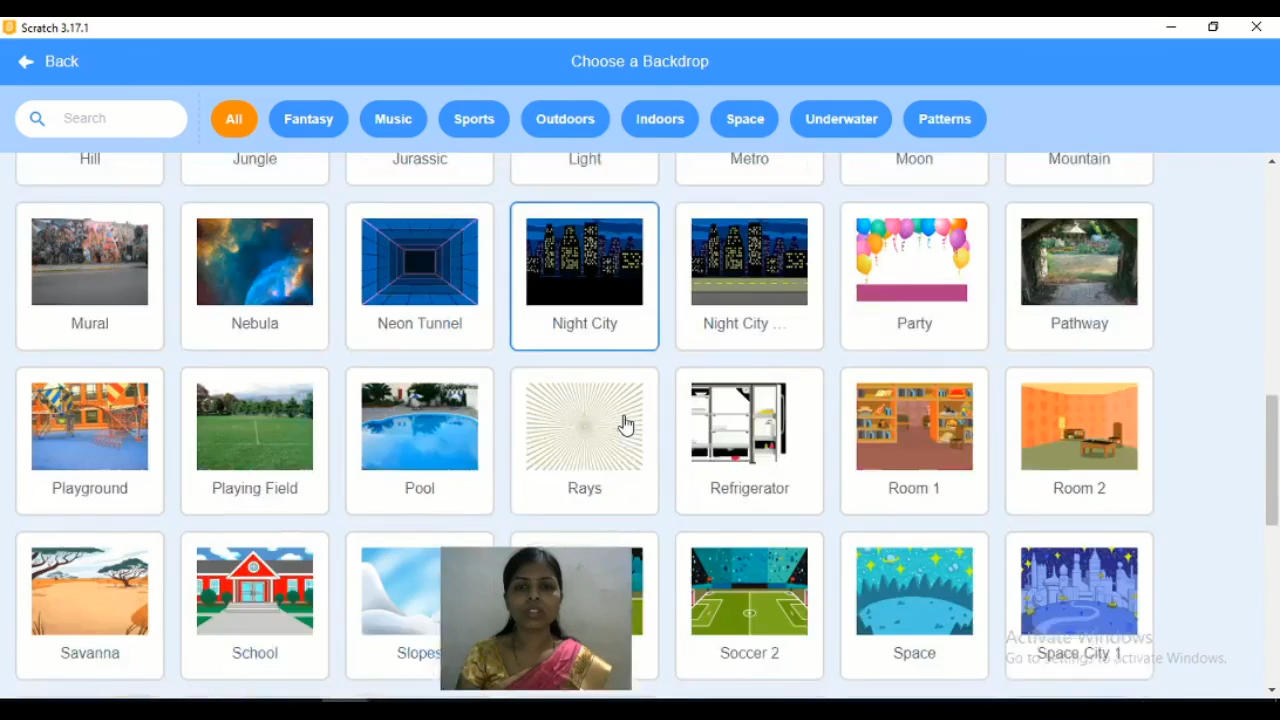 Scratch 3.17.1
Back
Choose a Backdrop
Search
All
Fantasy
Music
Sports
Outdoors
Indoors
Space
Underwater
Patterns
Hill
Jungle
Jurassic
Light
Metro
Moon
Mountain
Mural
Nebula
Neon Tunnel
Night City
Night City ...
Party
Pathway
Playground
Playing Field
Pool
Rays
Refrigerator
Room 1
Room 2
Savanna
School
Slopes
Soccer 2
Space
Space City 1
Activate Windows
Go to Settings to activate Windows.